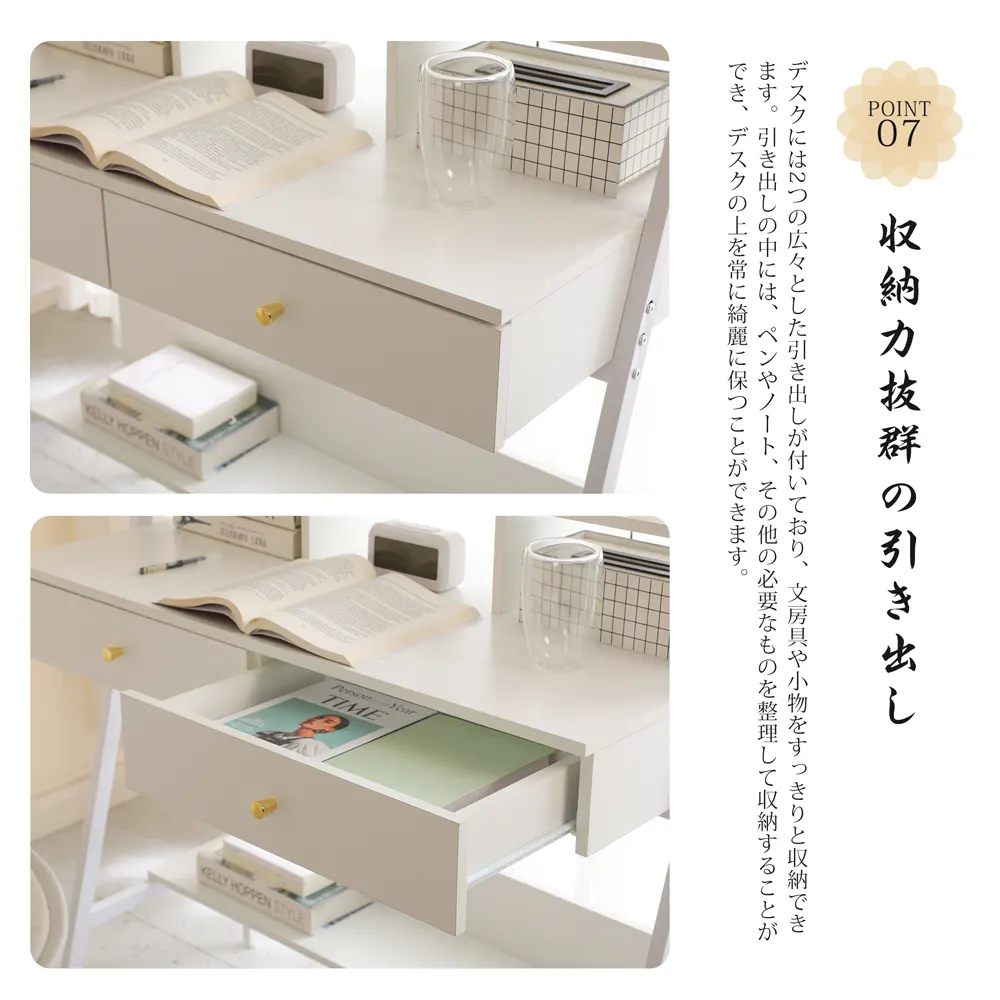 POINT
07
収納力抜群の引き出し
デスクには2つの広々とした引き出しが付いており、文房具や小物をすっきりと収納でき
ます。引き出しの中には、ペンやノート、その他の必要なものを整理して収納することが
でき、デスクの上を常に綺麗に保つことができます。
KELLY HOPPEN STYLE
Person of the Year
TIME
KELLY HOPPEN STYLE